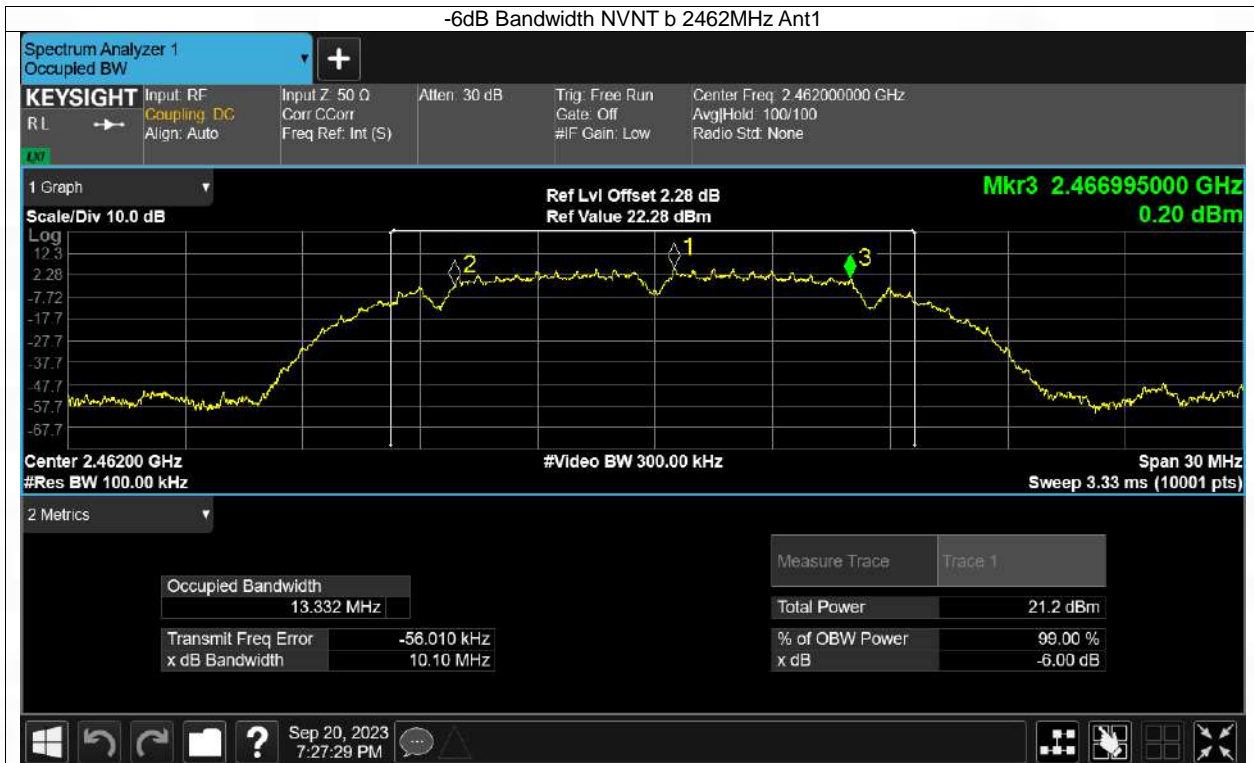 -6dB Bandwidth NVNT b 2462MHz Ant1
Spectrum Analyzer 1
Occupied BW
KEYSIGHT
RL
LXI
Input: RF
Coupling: DC
Align: Auto
Input Z: 50 Ω
Corr CCorr
Freq Ref: Int (S)
Atten: 30 dB
Trig: Free Run
Gate: Off
#IF Gain: Low
Center Freq: 2.462000000 GHz
Avg|Hold: 100/100
Radio Std: None
1 Graph
Scale/Div 10.0 dB
Ref Lvl Offset 2.28 dB
Ref Value 22.28 dBm
Mkr3 2.466995000 GHz
0.20 dBm
Log
12.3
2.28
-7.72
-17.7
-27.7
-37.7
-47.7
-57.7
-67.7
2
1
3
Center 2.46200 GHz
#Res BW 100.00 kHz
#Video BW 300.00 kHz
Span 30 MHz
Sweep 3.33 ms (10001 pts)
2 Metrics
Measure Trace Trace 1
Occupied Bandwidth
13.332 MHz
Total Power 21.2 dBm
Transmit Freq Error -56.010 kHz
% of OBW Power 99.00 %
x dB Bandwidth 10.10 MHz
x dB -6.00 dB
?
Sep 20, 2023
7:27:29 PM